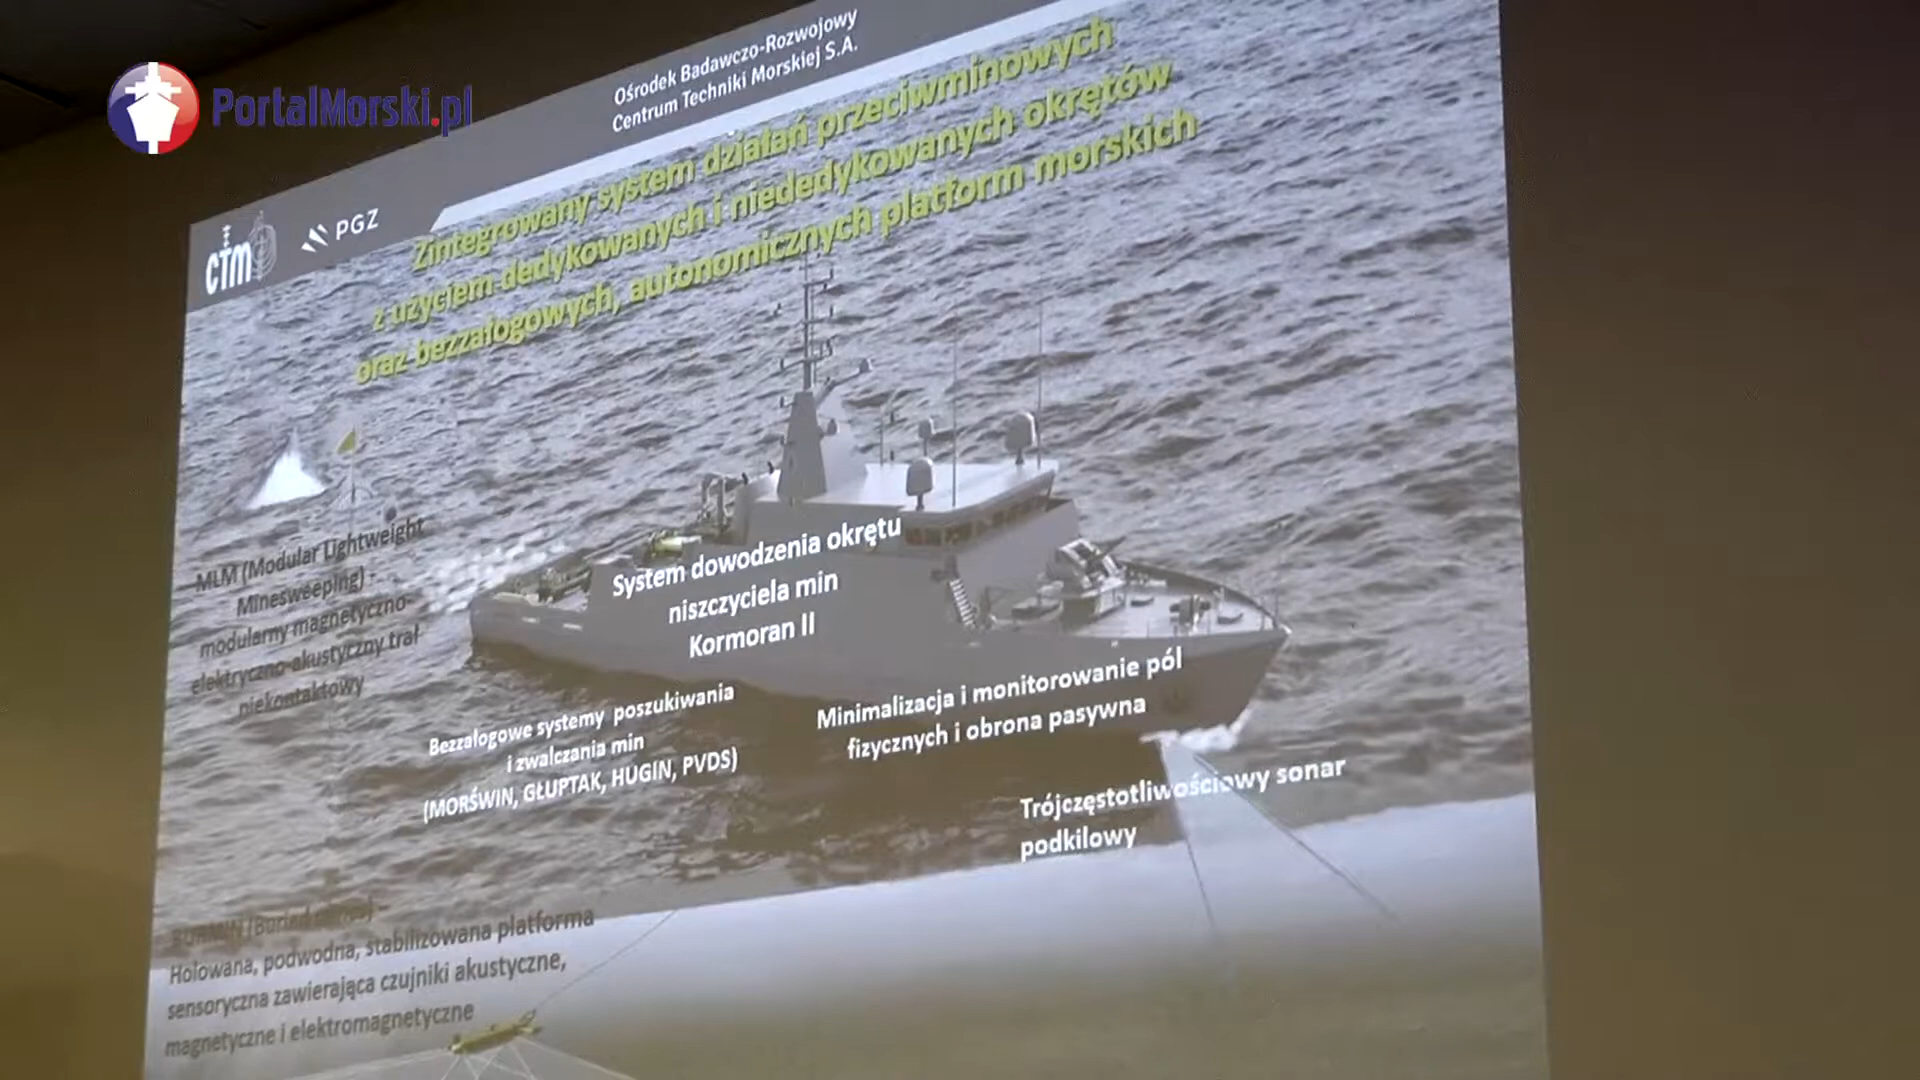 PortalMorski.pl
Ośrodek Badawczo-Rozwojowy
Centrum Techniki Morskiej S.A.
CTM
PGZ
Zintegrowany system działań przeciwminowych
z użyciem dedykowanych i niededykowanych okrętów
oraz bezzałogowych, autonomicznych platform morskich
MLM (Modular Lightweight
Minesweeping) -
modularny magnetyczno-
elektryczno-akustyczny trał
niekontaktowy
System dowodzenia okrętu
niszczyciela min
Kormoran II
Bezzałogowe systemy poszukiwania
i zwalczania min
(MORŚWIN, GŁUPTAK, HUGIN, PVDS)
Minimalizacja i monitorowanie pól
fizycznych i obrona pasywna
Trójczęstotliwościowy sonar
podkilowy
(Buried –
Holowana, podwodna, stabilizowana platforma
sensoryczna zawierająca czujniki akustyczne,
magnetyczne i elektromagnetyczne